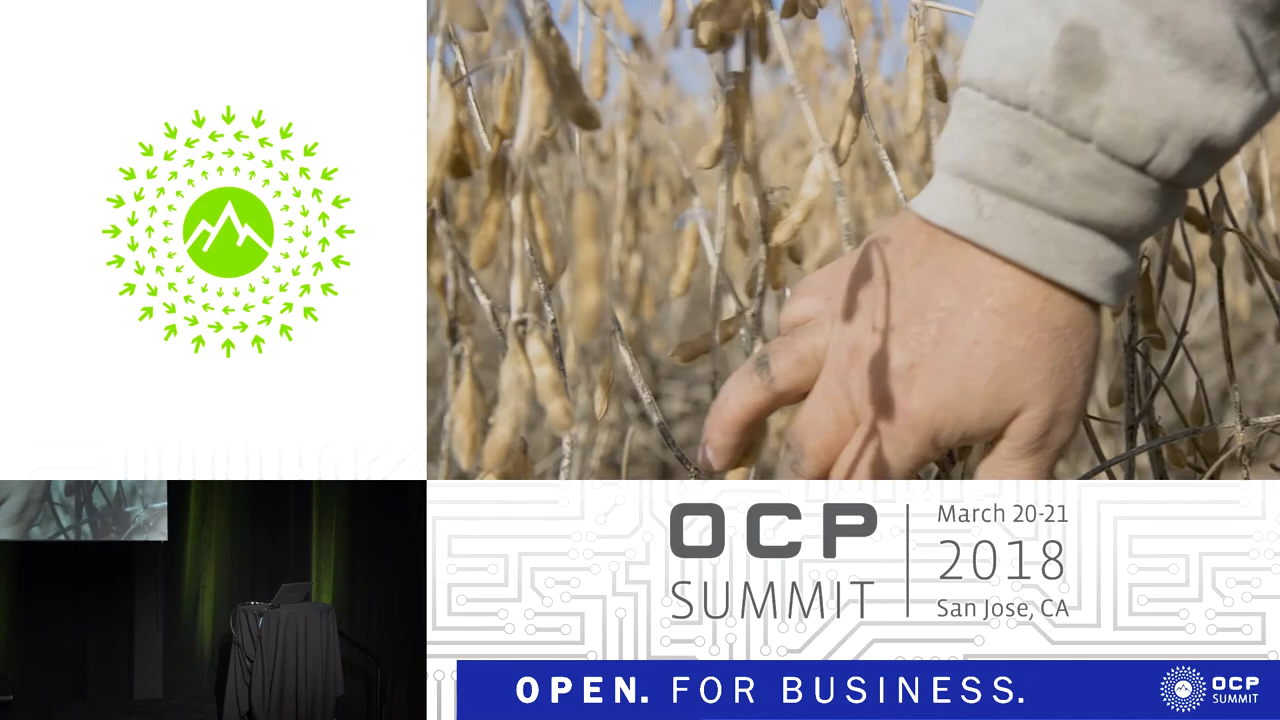 OCP
SUMMIT
March 20-21
2018
San Jose, CA
OPEN. FOR BUSINESS.
OCP
SUMMIT